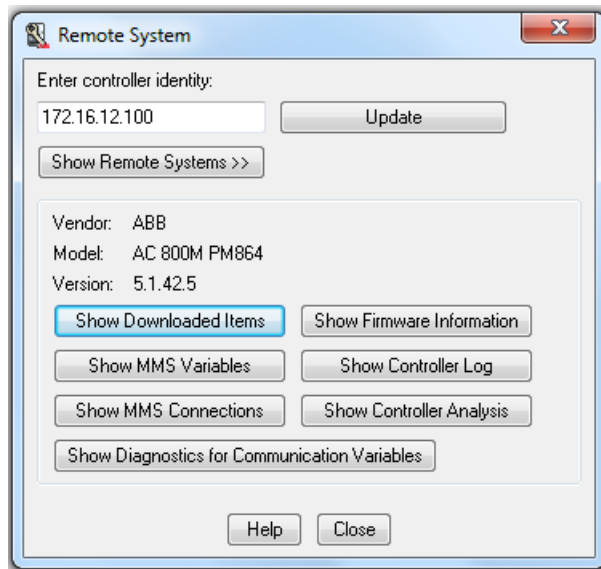 Remote System
Enter controller identity:
172.16.12.100 Update
Show Remote Systems >>
Vendor: ABB
Model: AC 800M PM864
Version: 5.1.42.5
Show Downloaded Items Show Firmware Information
Show MMS Variables Show Controller Log
Show MMS Connections Show Controller Analysis
Show Diagnostics for Communication Variables
Help Close